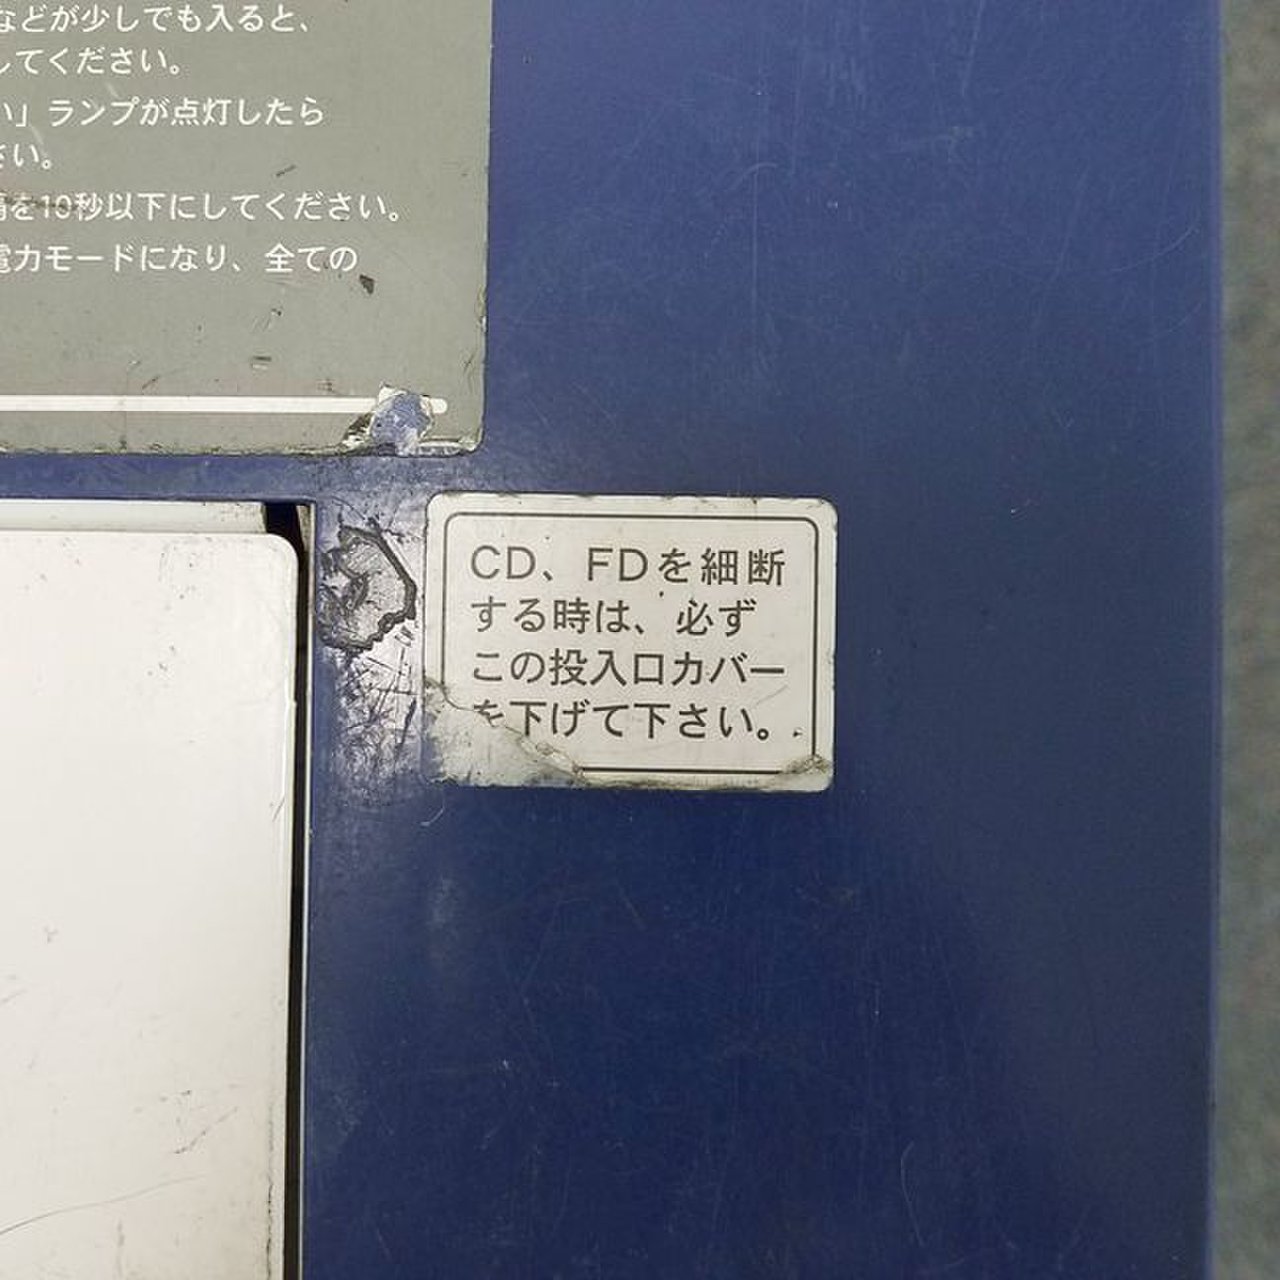 などが少しでも入ると、
してください。
い」ランプが点灯したら
さい。
隔を10秒以下にしてください。
電力モードになり、全ての
CD、FDを細断
する時は、必ず
この投入口カバー
を下げて下さい。